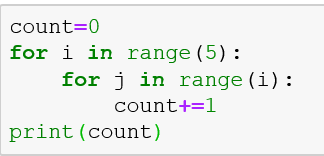 count=0
for i in range(5):
    for j in range(i):
        count+=1
print(count)